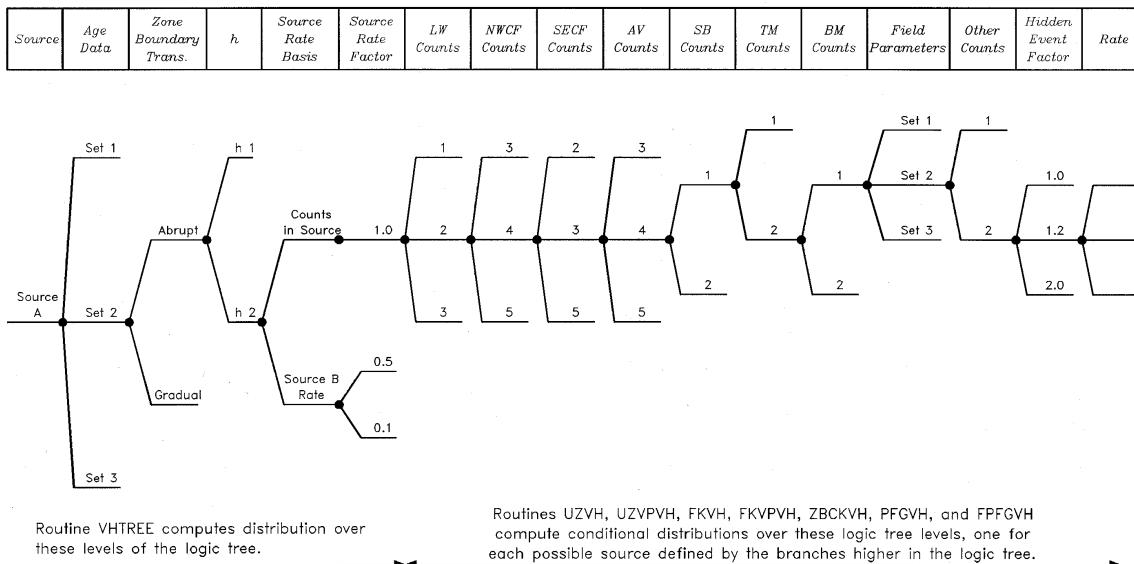 Source
Age
Data
Zone
Boundary
Trans.
h
Source
Rate
Basis
Source
Rate
Factor
LW
Counts
NWCF
Counts
SECF
Counts
AV
Counts
SB
Counts
TM
Counts
BM
Counts
Field
Parameters
Other
Counts
Hidden
Event
Factor
Rate
1
Set 1
1
Set 1
h 1
1
3
2
3
1
1
Set 2
1.0
Counts
in Source
Abrupt
1.0
2
4
3
4
2
Set 3
2
1.2
Source
A
2
2
2.0
Set 2
h 2
3
5
5
5
0.5
Source B
Rate
Gradual
0.1
Set 3
Routine VHTREE computes distribution over
these levels of the logic tree.
Routines UZVH, UZVPVH, FKVH, FKVPVH, ZBCKVH, PFGVH, and FPFGVH
compute conditional distributions over these logic tree levels, one for
each possible source defined by the branches higher in the logic tree.